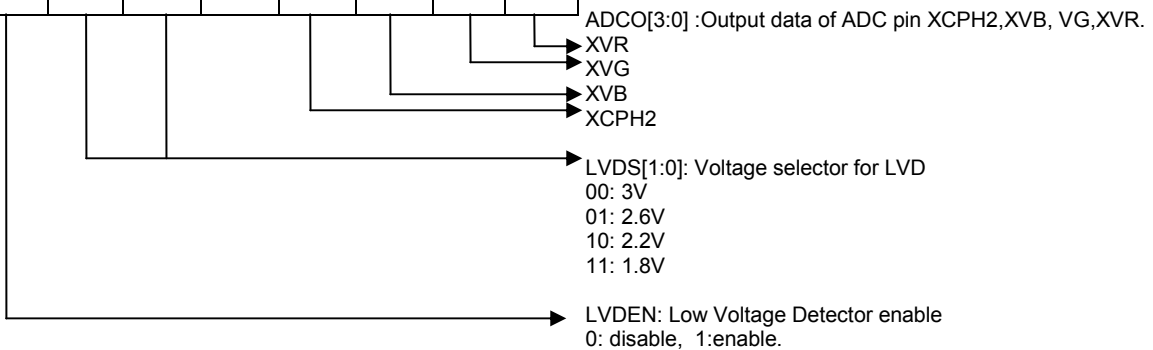 ADCO[3:0] :Output data of ADC pin XCPH2,XVB, VG,XVR.
XVR
XVG
XVB
XCPH2
LVDS[1:0]: Voltage selector for LVD
00: 3V
01: 2.6V
10: 2.2V
11: 1.8V
LVDEN: Low Voltage Detector enable
0: disable, 1:enable.